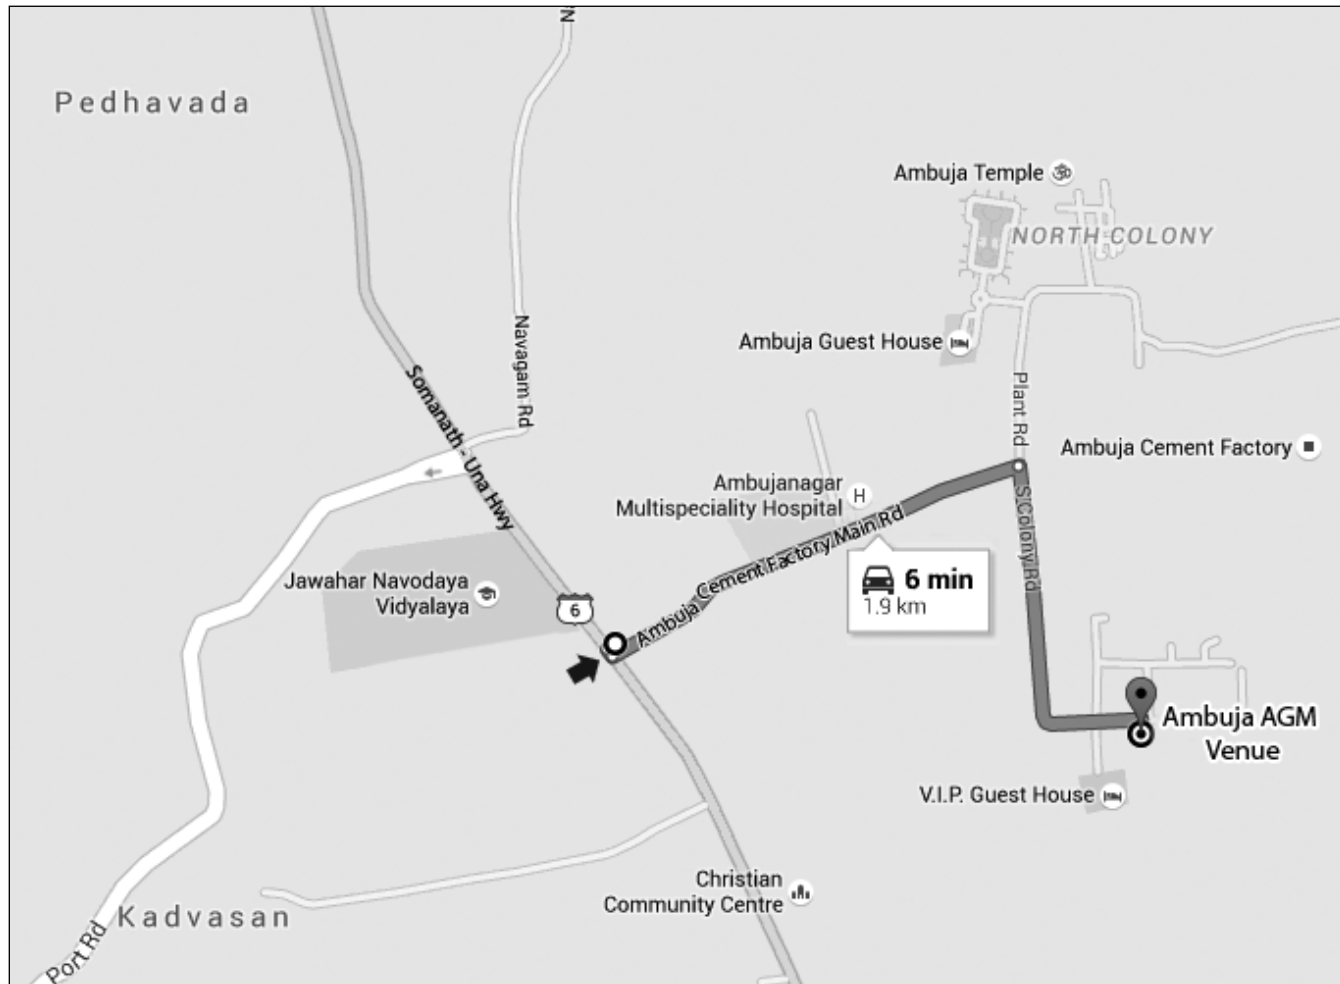 N
Pedhavada
Ambuja Temple
NORTH COLONY
Navagam Rd
Ambuja Guest House
Somanath - Una Hwy
Plant Rd
Ambuja Cement Factory
Ambujanagar
Multispeciality Hospital
H
S Colony Rd
Ambuja Cement Factory Main Rd
6 min
1.9 km
Jawahar Navodaya
Vidyalaya
6
Ambuja AGM
Venue
V.I.P. Guest House
Christian
Community Centre
Kadvasan
Port Rd